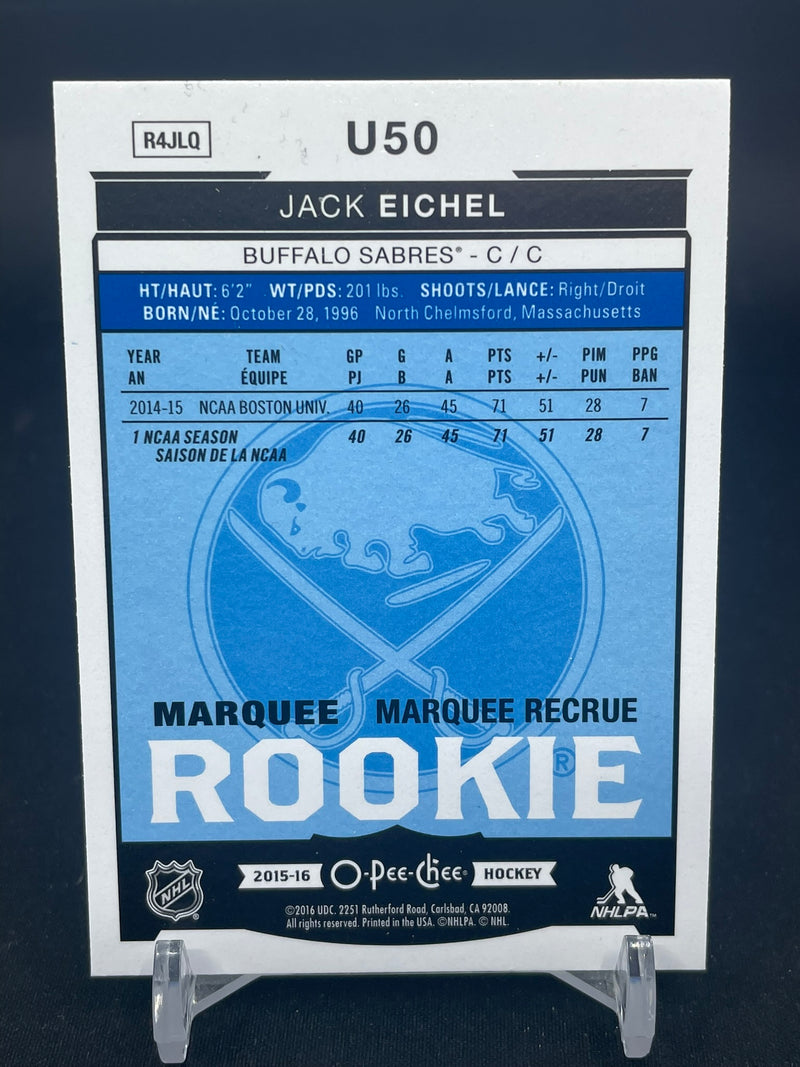 R4JLQ
U50
JACK EICHEL
BUFFALO SABRES® - C / C
HT/HAUT: 6'2" WT/PDS: 201 lbs. SHOOTS/LANCE: Right/Droit
BORN/NÉ: October 28, 1996 North Chelmsford, Massachusetts
YEAR TEAM GP G A PTS +/- PIM PPG
AN ÉQUIPE PJ B A PTS +/- PUN BAN
2014-15 NCAA BOSTON UNIV. 40 26 45 71 51 28 7
1 NCAA SEASON 40 26 45 71 51 28 7
SAISON DE LA NCAA
MARQUEE MARQUEE RECRUE
ROOKIE
®
NHL
2015-16 O-Pee-Chee® HOCKEY
NHLPA™
©2016 UDC. 2251 Rutherford Road, Carlsbad, CA 92008.
All rights reserved. Printed in the USA. ©NHLPA. © NHL.